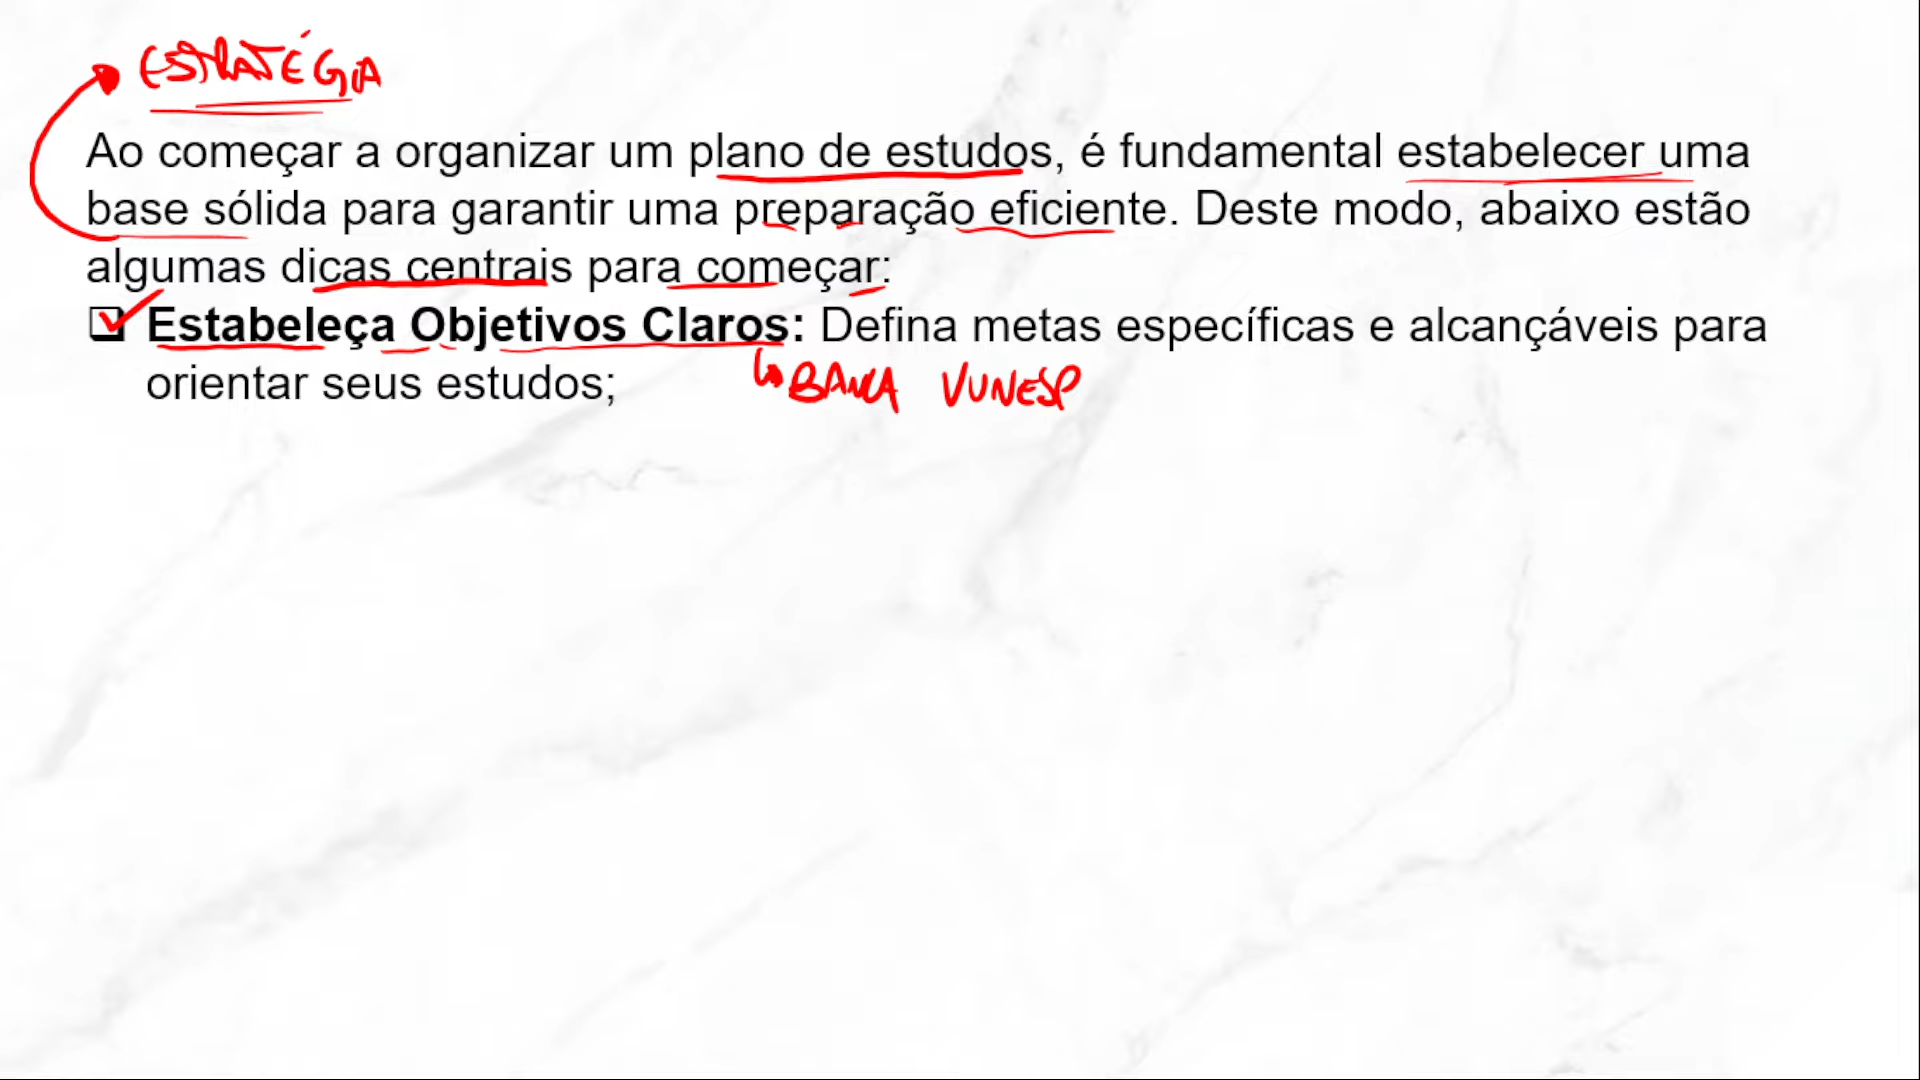 ESTRATÉGIA
Ao começar a organizar um plano de estudos, é fundamental estabelecer uma
base sólida para garantir uma preparação eficiente. Deste modo, abaixo estão
algumas dicas centrais para começar:
Estabeleça Objetivos Claros: Defina metas específicas e alcançáveis para
orientar seus estudos;
BANCA VUNESP